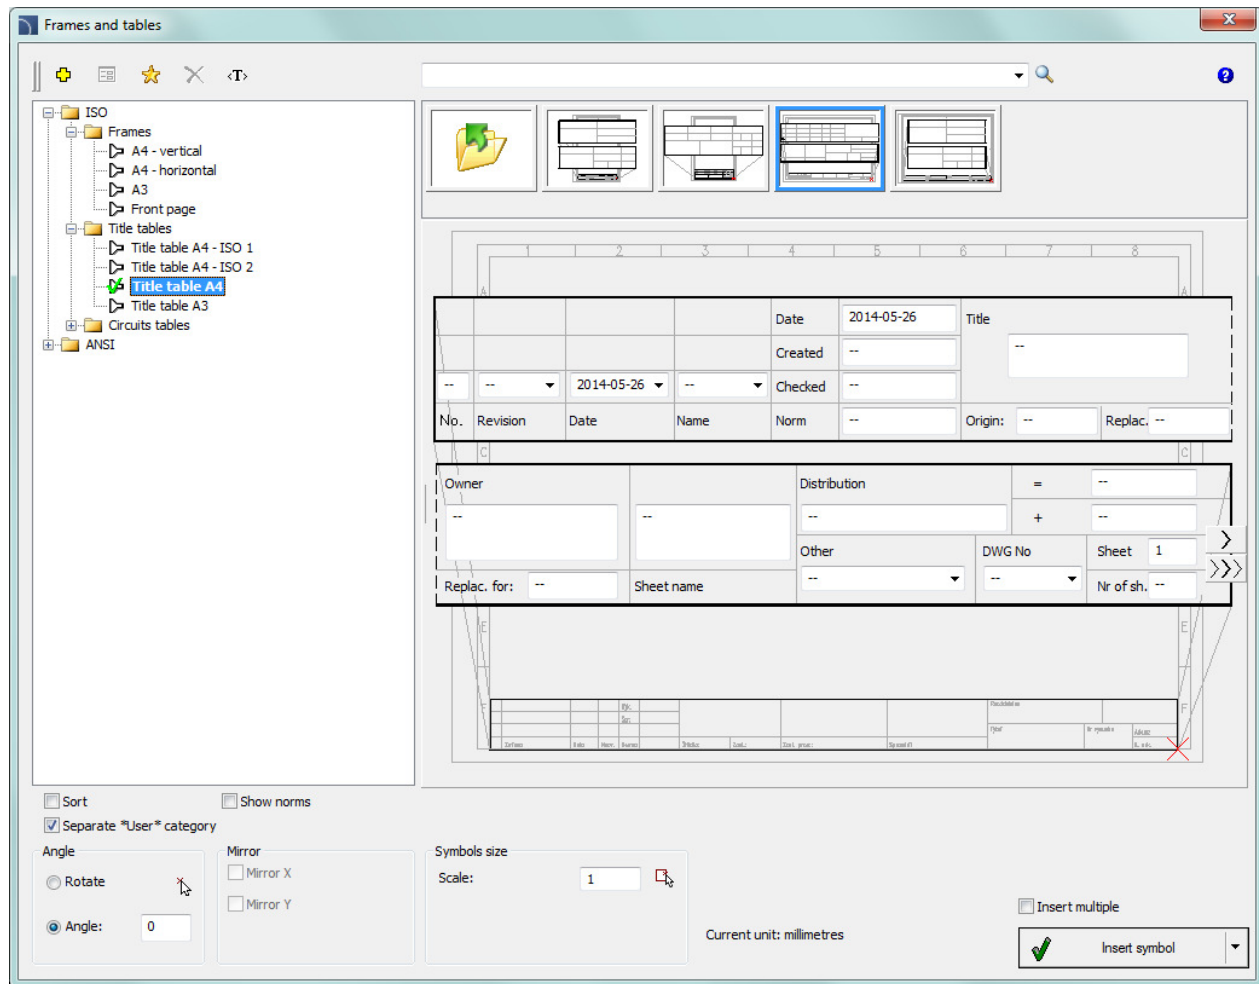 Frames and tables
<T>
ISO
Frames
A4 - vertical
A4 - horizontal
A3
Front page
Title tables
Title table A4 - ISO 1
Title table A4 - ISO 2
Title table A4
Title table A3
Circuits tables
ANSI
1 2 3 4 5 6 7 8
A A
Date 2014-05-26 Title
Created -- --
-- -- 2014-05-26 -- Checked --
No. Revision Date Name Norm -- Origin: -- Replac. --
C C
Owner Distribution = --
-- -- -- + --
Other DWG No Sheet 1
Replac. for: -- Sheet name -- -- Nr of sh. --
E E
F F
Sort Show norms
Separate *User* category
Angle Mirror Symbols size
Rotate Mirror X Scale: 1
Mirror Y
Angle: 0
Insert multiple
Current unit: millimetres
Insert symbol